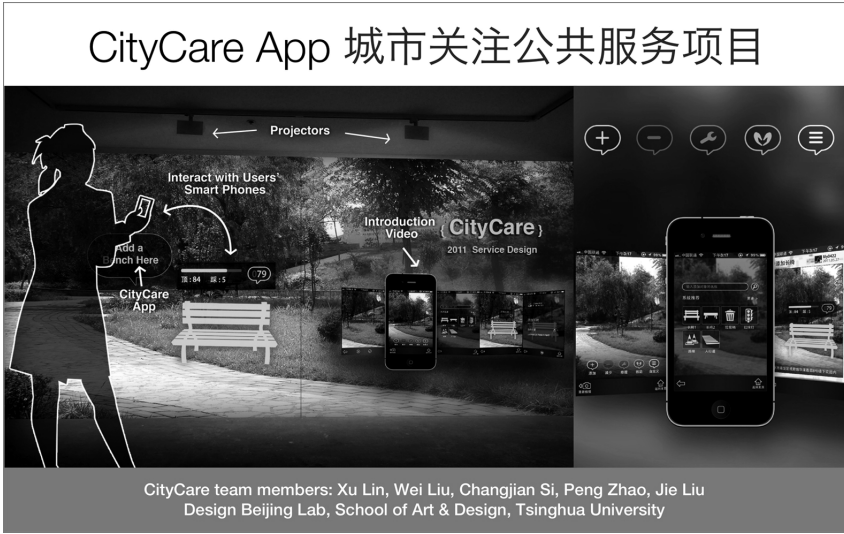 CityCare App 城市关注公共服务项目
Projectors
Interact with Users'
Smart Phones
Introduction
Video
{ CityCare }
2011 Service Design
Add a
Bench Here
CityCare
App
顶:84 踩:5
79
CityCare team members: Xu Lin, Wei Liu, Changjian Si, Peng Zhao, Jie Liu
Design Beijing Lab, School of Art & Design, Tsinghua University